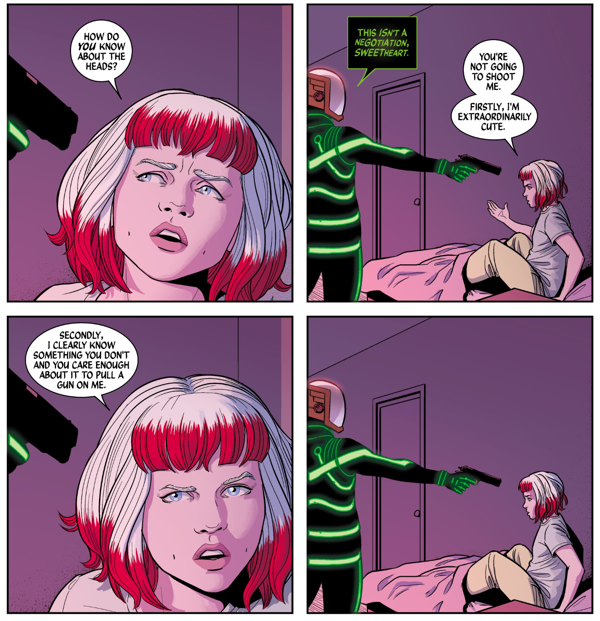 HOW DO
YOU KNOW
ABOUT THE
HEADS?
THIS ISN'T A
NEGOTIATION,
SWEETHEART.
YOU'RE
NOT GOING
TO SHOOT
ME.
FIRSTLY, I'M
EXTRAORDINARILY
CUTE.
SECONDLY,
I CLEARLY KNOW
SOMETHING YOU DON'T
AND YOU CARE ENOUGH
ABOUT IT TO PULL A
GUN ON ME.